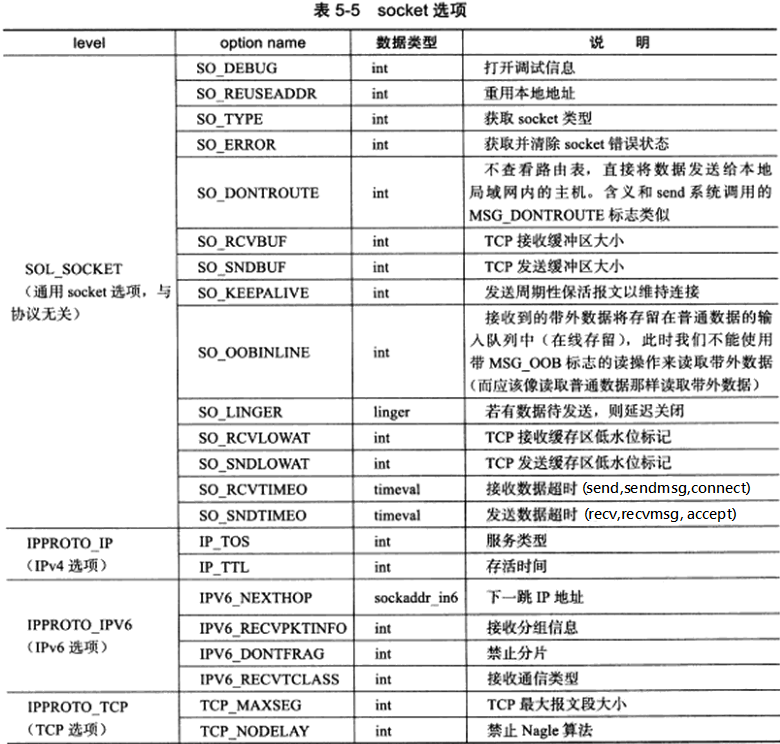 表 5-5 socket 选项
level option name 数据类型 说 明
SO_DEBUG int 打开调试信息
SO_REUSEADDR int 重用本地地址
SO_TYPE int 获取 socket 类型
SO_ERROR int 获取并清除 socket 错误状态
SO_DONTROUTE int 不查看路由表，直接将数据发送给本地
局域网内的主机。含义和 send 系统调用的
MSG_DONTROUTE 标志类似
SOL_SOCKET
（通用 socket 选项，与
协议无关）
SO_RCVBUF int TCP 接收缓冲区大小
SO_SNDBUF int TCP 发送缓冲区大小
SO_KEEPALIVE int 发送周期性保活报文以维持连接
SO_OOBINLINE int 接收到的带外数据将存留在普通数据的输
入队列中（在线存留），此时我们不能使用
带 MSG_OOB 标志的读操作来读取带外数据
（而应该像读取普通数据那样读取带外数据）
SO_LINGER linger 若有数据待发送，则延迟关闭
SO_RCVLOWAT int TCP 接收缓存区低水位标记
SO_SNDLOWAT int TCP 发送缓存区低水位标记
SO_RCVTIMEO timeval 接收数据超时 (send,sendmsg,connect)
SO_SNDTIMEO timeval 发送数据超时 (recv,recvmsg, accept)
IPPROTO_IP
（IPv4 选项）
IP_TOS int 服务类型
IP_TTL int 存活时间
IPPROTO_IPV6
（IPv6 选项）
IPV6_NEXTHOP sockaddr_in6 下一跳 IP 地址
IPV6_RECVPKTINFO int 接收分组信息
IPV6_DONTFRAG int 禁止分片
IPV6_RECVTCLASS int 接收通信类型
IPPROTO_TCP
（TCP 选项）
TCP_MAXSEG int TCP 最大报文段大小
TCP_NODELAY int 禁止 Nagle 算法